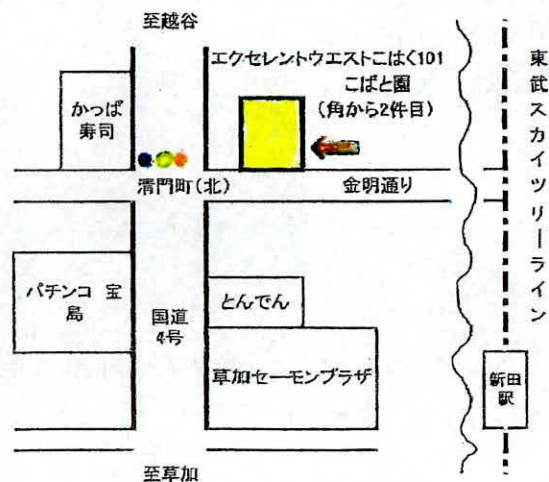 至越谷
エクセレントウエストこはく101
こばと園
(角から2件目)
かっぱ
寿司
清門町(北)
金明通り
東武スカイツリーライン
パチンコ 宝
島
国道
4号
とんでん
草加セーモンプラザ
新田
駅
至草加